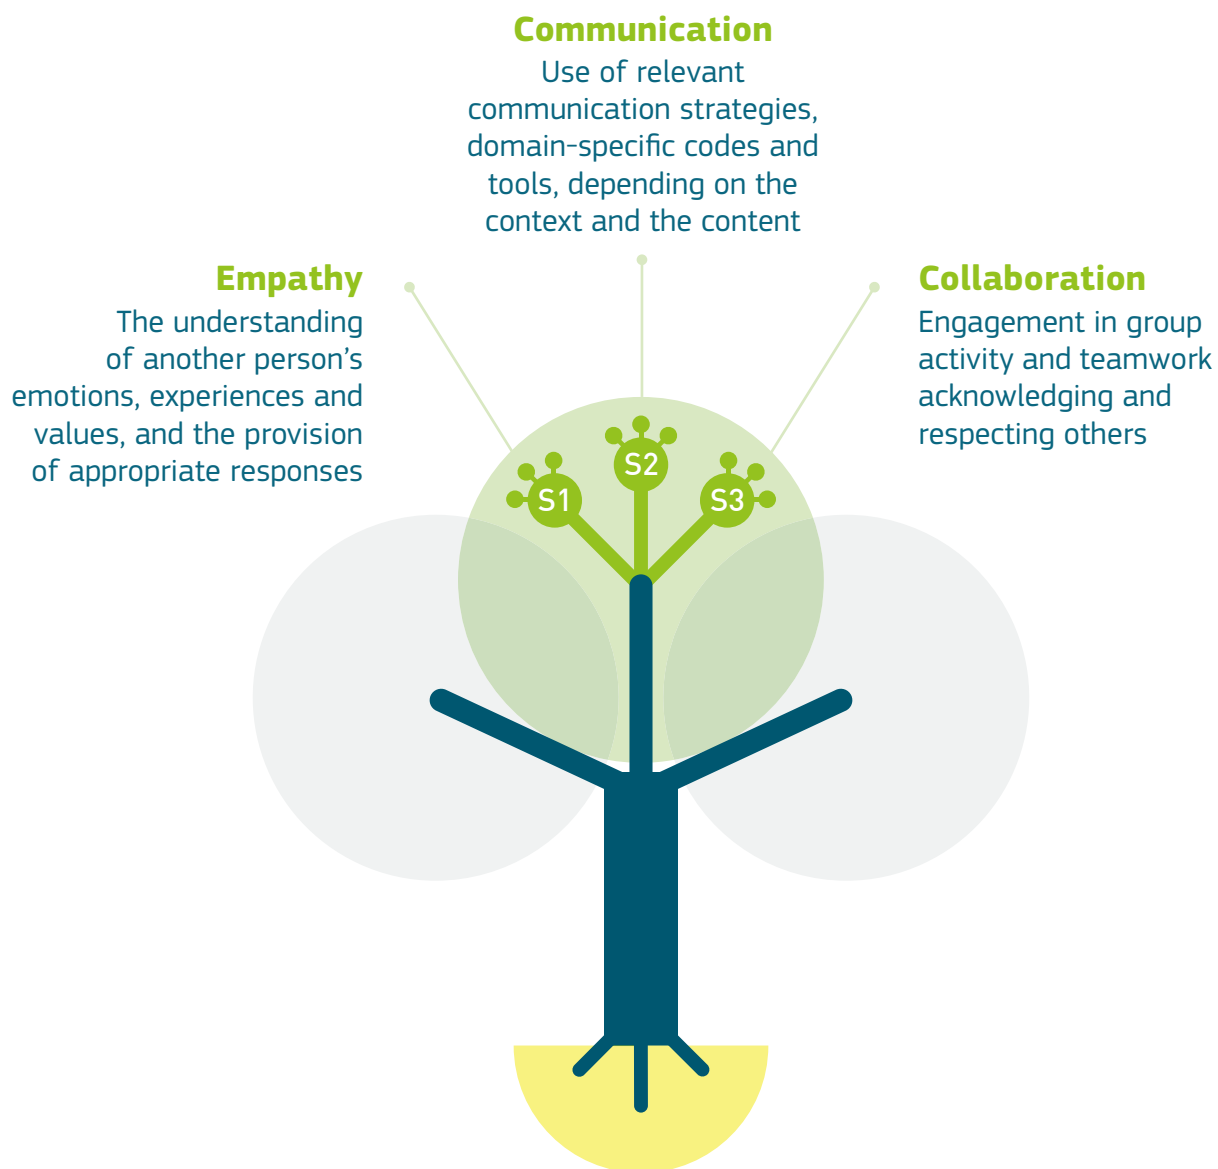 Communication
Use of relevant
communication strategies,
domain-specific codes and
tools, depending on the
context and the content
Empathy
The understanding
of another person's
emotions, experiences and
values, and the provision
of appropriate responses
Collaboration
Engagement in group
activity and teamwork
acknowledging and
respecting others
S1
S2
S3